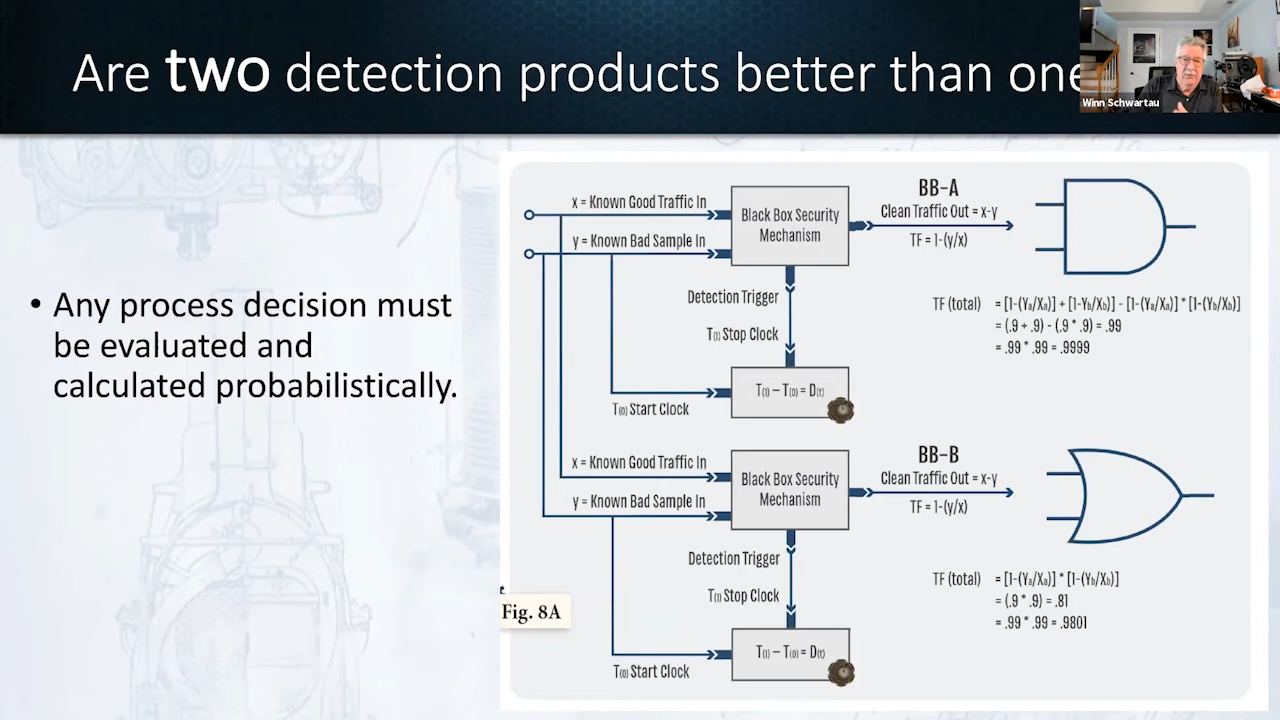 Are two detection products better than one
Winn Schwartau
• Any process decision must
be evaluated and
calculated probabilistically.
x = Known Good Traffic In
y = Known Bad Sample In
Black Box Security
Mechanism
BB-A
Clean Traffic Out = x-y
TF = 1-(y/x)
Detection Trigger
T(1) Stop Clock
T(1) – T(0) = D(t)
T(0) Start Clock
TF (total) = [1-(Ya/Xa)] + [1-Yb/Xb)] - [1-(Ya/Xa)] * [1-(Yb/Xb)]
= (.9 + .9) - (.9 * .9) = .99
= .99 * .99 = .9999
x = Known Good Traffic In
y = Known Bad Sample In
Black Box Security
Mechanism
BB-B
Clean Traffic Out = x-y
TF = 1-(y/x)
Detection Trigger
T(1) Stop Clock
T(1) – T(0) = D(t)
T(0) Start Clock
TF (total) = [1-(Ya/Xa)] * [1-(Yb/Xb)]
= (.9 * .9) = .81
= .99 * .99 = .9801
Fig. 8A